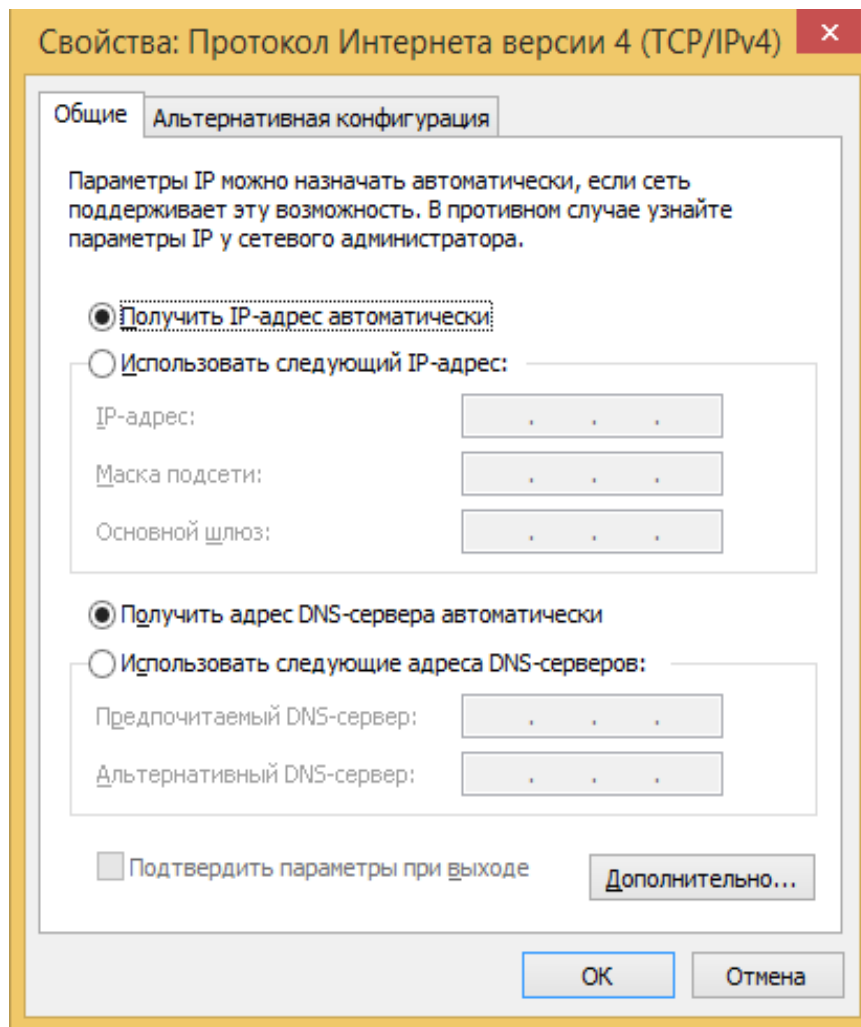 Свойства: Протокол Интернета версии 4 (TCP/IPv4)
Общие
Альтернативная конфигурация
Параметры IP можно назначать автоматически, если сеть
поддерживает эту возможность. В противном случае узнайте
параметры IP у сетевого администратора.
Получить IP-адрес автоматически
Использовать следующий IP-адрес:
IP-адрес:
Маска подсети:
Основной шлюз:
Получить адрес DNS-сервера автоматически
Использовать следующие адреса DNS-серверов:
Предпочитаемый DNS-сервер:
Альтернативный DNS-сервер:
Подтвердить параметры при выходе
Дополнительно...
ОК
Отмена